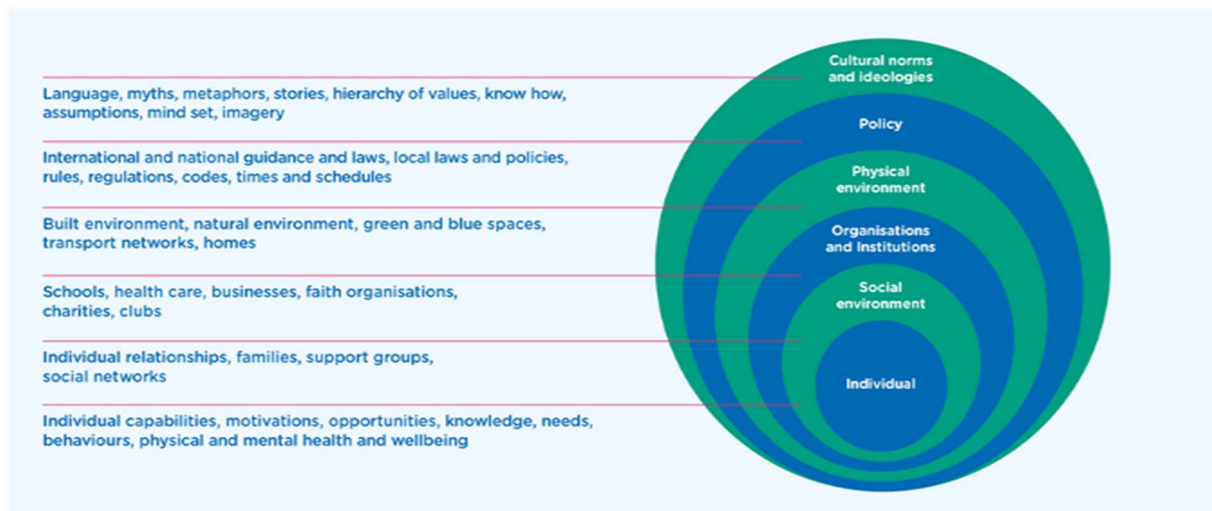 Cultural norms
and ideologies
Language, myths, metaphors, stories, hierarchy of values, know how,
assumptions, mind set, imagery
Policy
International and national guidance and laws, local laws and policies,
rules, regulations, codes, times and schedules
Physical
environment
Built environment, natural environment, green and blue spaces,
transport networks, homes
Organisations
and Institutions
Schools, health care, businesses, faith organisations,
charities, clubs
Social
environment
Individual relationships, families, support groups,
social networks
Individual
Individual capabilities, motivations, opportunities, knowledge, needs,
behaviours, physical and mental health and wellbeing